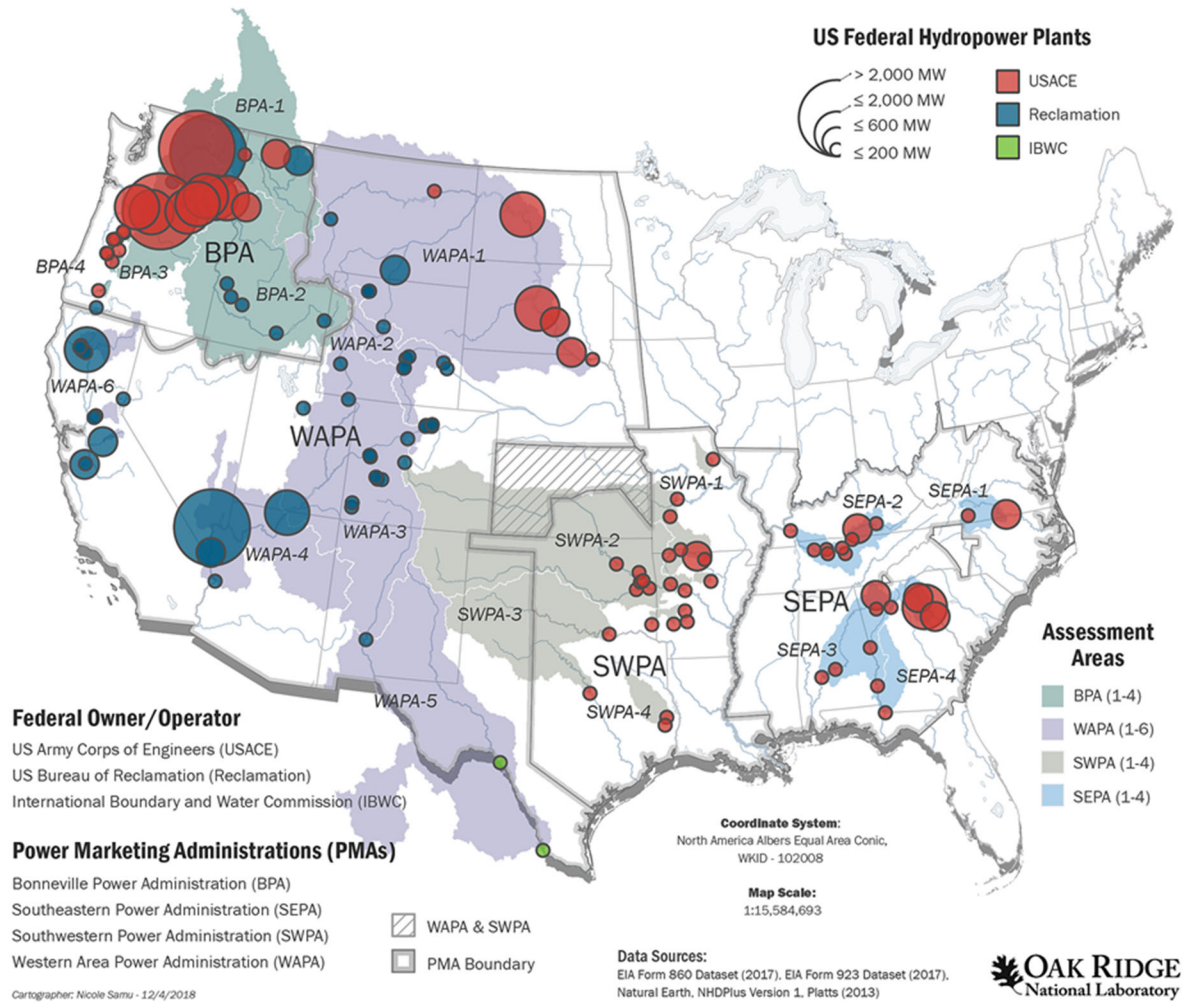 US Federal Hydropower Plants
> 2,000 MW
≤ 2,000 MW
≤ 600 MW
≤ 200 MW
USACE
Reclamation
IBWC
BPA-1
BPA
BPA-4
BPA-3
BPA-2
WAPA-1
WAPA-2
WAPA-6
WAPA
WAPA-3
WAPA-4
WAPA-5
SWPA-1
SWPA-2
SWPA-3
SWPA
SWPA-4
SEPA-2
SEPA-1
SEPA
SEPA-3
SEPA-4
Assessment
Areas
BPA (1-4)
WAPA (1-6)
SWPA (1-4)
SEPA (1-4)
Federal Owner/Operator
US Army Corps of Engineers (USACE)
US Bureau of Reclamation (Reclamation)
International Boundary and Water Commission (IBWC)
Power Marketing Administrations (PMAs)
Bonneville Power Administration (BPA)
Southeastern Power Administration (SEPA)
Southwestern Power Administration (SWPA)
Western Area Power Administration (WAPA)
Cartographer; Nicole Samu - 12/4/2018
WAPA & SWPA
PMA Boundary
Coordinate System:
North America Albers Equal Area Conic,
WKID - 102008
Map Scale:
1:15,584,693
Data Sources:
EIA Form 860 Dataset (2017), EIA Form 923 Dataset (2017),
Natural Earth, NHDPlus Version 1, Platts (2013)
OAK RIDGE
National Laboratory